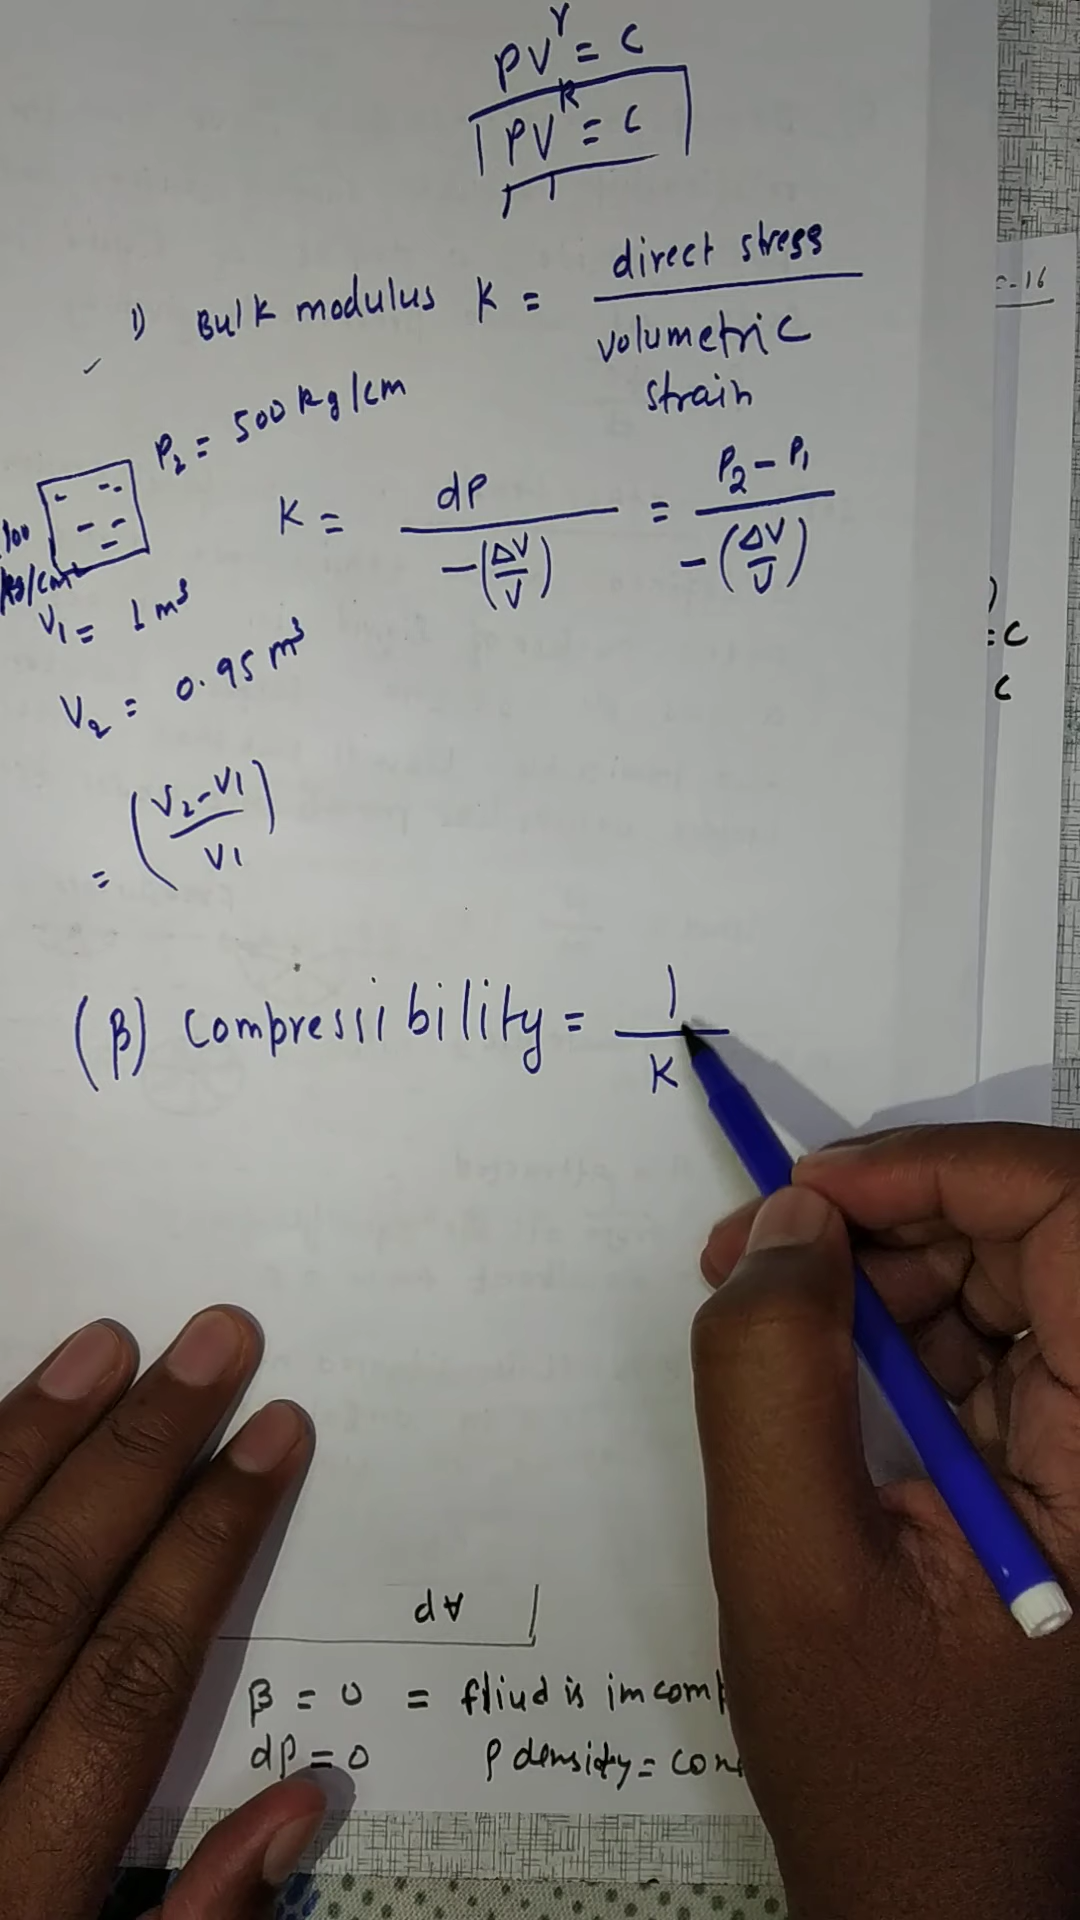 PV^γ = C
PV^K = C
1) Bulk modulus K = direct stress
volumetric
strain
c-16
P₂ = 500 kg/cm
100
kg/cm²
K = dP / -(ΔV/V) = P₂-P₁ / -(ΔV/V)
V₁ = 1 m³
)
=C
V₂ = 0.95 m³
C
= (V₂-V1 / V1)
(β) compressibility = 1/K
d∀
β = 0 = fliud is imcomp
dρ = 0 ρ density = con